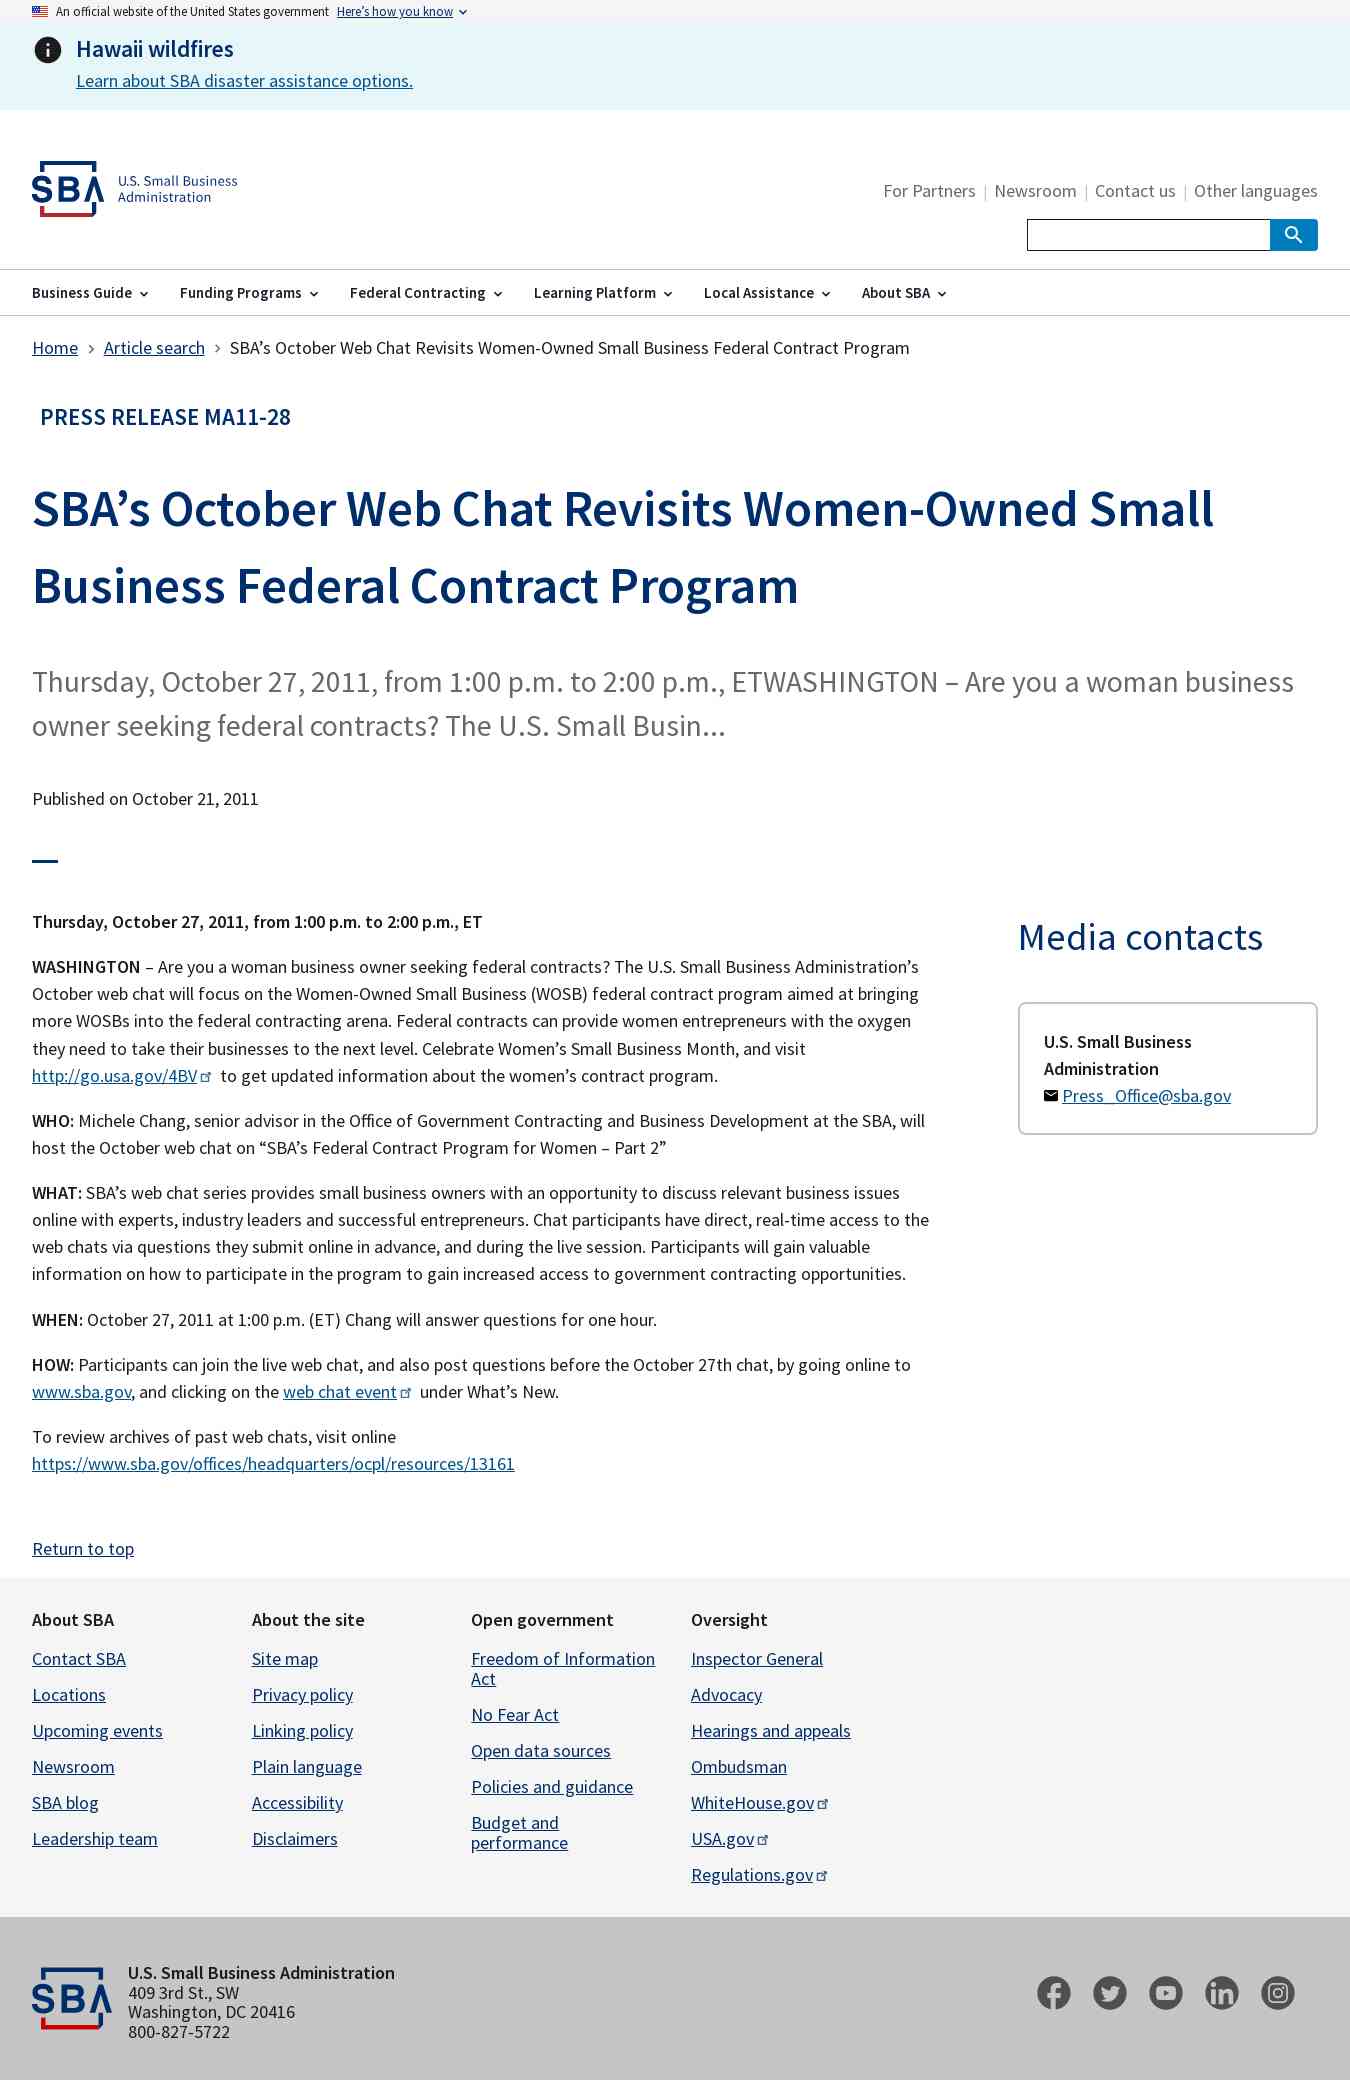 An official website of the United States government Here’s how you know
Hawaii wildfires
Learn about SBA disaster assistance options.
SBA U.S. Small Business
Administration
For Partners | Newsroom | Contact us | Other languages
Business Guide Funding Programs Federal Contracting Learning Platform Local Assistance About SBA
Home Article search SBA’s October Web Chat Revisits Women-Owned Small Business Federal Contract Program
PRESS RELEASE MA11-28
SBA’s October Web Chat Revisits Women-Owned Small
Business Federal Contract Program
Thursday, October 27, 2011, from 1:00 p.m. to 2:00 p.m., ETWASHINGTON – Are you a woman business
owner seeking federal contracts? The U.S. Small Busin...
Published on October 21, 2011
Thursday, October 27, 2011, from 1:00 p.m. to 2:00 p.m., ET
WASHINGTON – Are you a woman business owner seeking federal contracts? The U.S. Small Business Administration’s
October web chat will focus on the Women-Owned Small Business (WOSB) federal contract program aimed at bringing
more WOSBs into the federal contracting arena. Federal contracts can provide women entrepreneurs with the oxygen
they need to take their businesses to the next level. Celebrate Women’s Small Business Month, and visit
http://go.usa.gov/4BV to get updated information about the women’s contract program.
WHO: Michele Chang, senior advisor in the Office of Government Contracting and Business Development at the SBA, will
host the October web chat on “SBA’s Federal Contract Program for Women – Part 2”
WHAT: SBA’s web chat series provides small business owners with an opportunity to discuss relevant business issues
online with experts, industry leaders and successful entrepreneurs. Chat participants have direct, real-time access to the
web chats via questions they submit online in advance, and during the live session. Participants will gain valuable
information on how to participate in the program to gain increased access to government contracting opportunities.
WHEN: October 27, 2011 at 1:00 p.m. (ET) Chang will answer questions for one hour.
HOW: Participants can join the live web chat, and also post questions before the October 27th chat, by going online to
www.sba.gov, and clicking on the web chat event under What’s New.
To review archives of past web chats, visit online
https://www.sba.gov/offices/headquarters/ocpl/resources/13161
Media contacts
U.S. Small Business
Administration
Press_Office@sba.gov
Return to top
About SBA
Contact SBA
Locations
Upcoming events
Newsroom
SBA blog
Leadership team
About the site
Site map
Privacy policy
Linking policy
Plain language
Accessibility
Disclaimers
Open government
Freedom of Information
Act
No Fear Act
Open data sources
Policies and guidance
Budget and
performance
Oversight
Inspector General
Advocacy
Hearings and appeals
Ombudsman
WhiteHouse.gov
USA.gov
Regulations.gov
SBA
U.S. Small Business Administration
409 3rd St., SW
Washington, DC 20416
800-827-5722